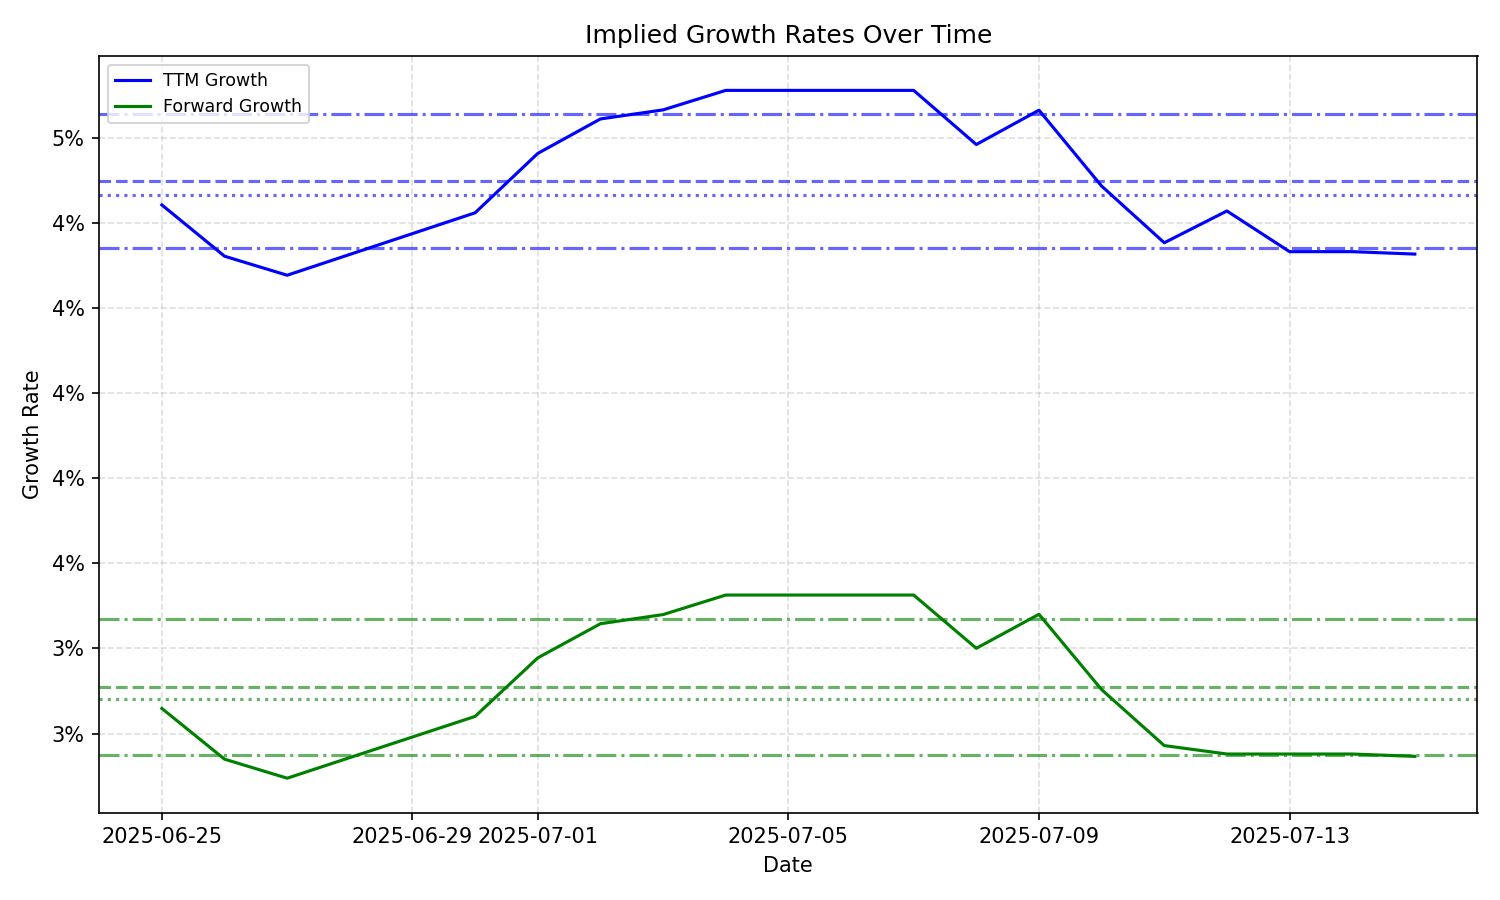 Implied Growth Rates Over Time
TTM Growth
Forward Growth
5%
4%
4%
4%
4%
4%
3%
3%
Growth Rate
2025-06-25 2025-06-29 2025-07-01 2025-07-05 2025-07-09 2025-07-13
Date